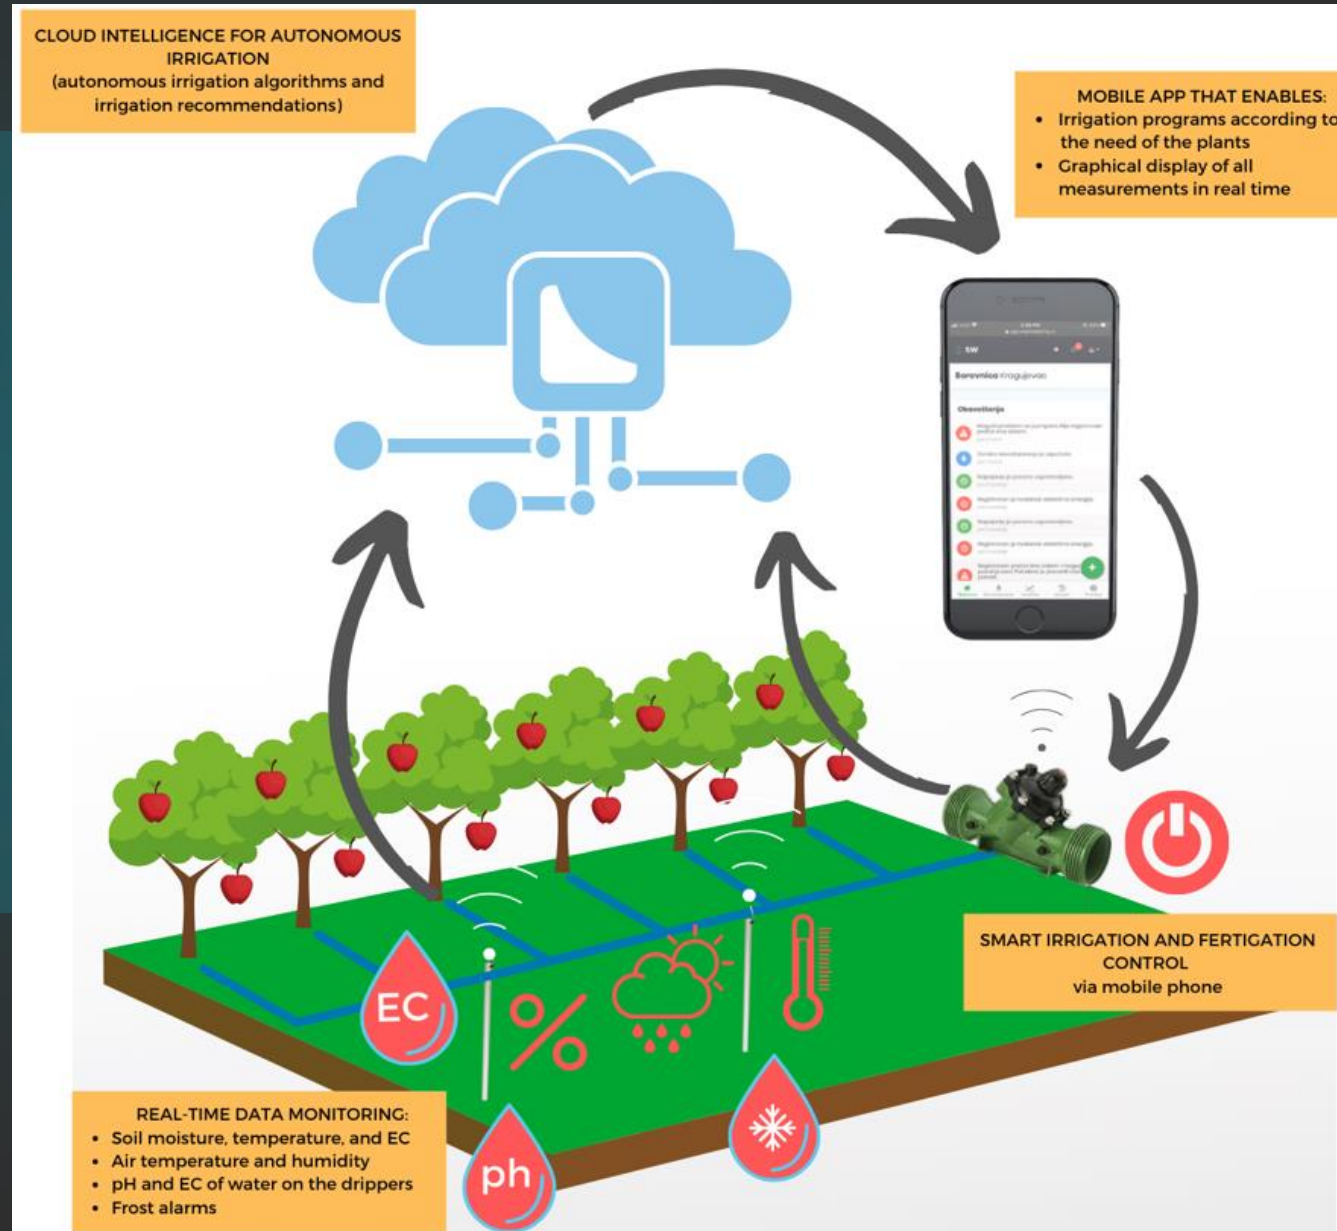 CLOUD INTELLIGENCE FOR AUTONOMOUS
IRRIGATION
(autonomous irrigation algorithms and
irrigation recommendations)
MOBILE APP THAT ENABLES:
• Irrigation programs according to
the need of the plants
• Graphical display of all
measurements in real time
SW
Borovnica Kragujevac
Obaveštenja
EC
ph
SMART IRRIGATION AND FERTIGATION
CONTROL
via mobile phone
REAL-TIME DATA MONITORING:
• Soil moisture, temperature, and EC
• Air temperature and humidity
• pH and EC of water on the drippers
• Frost alarms